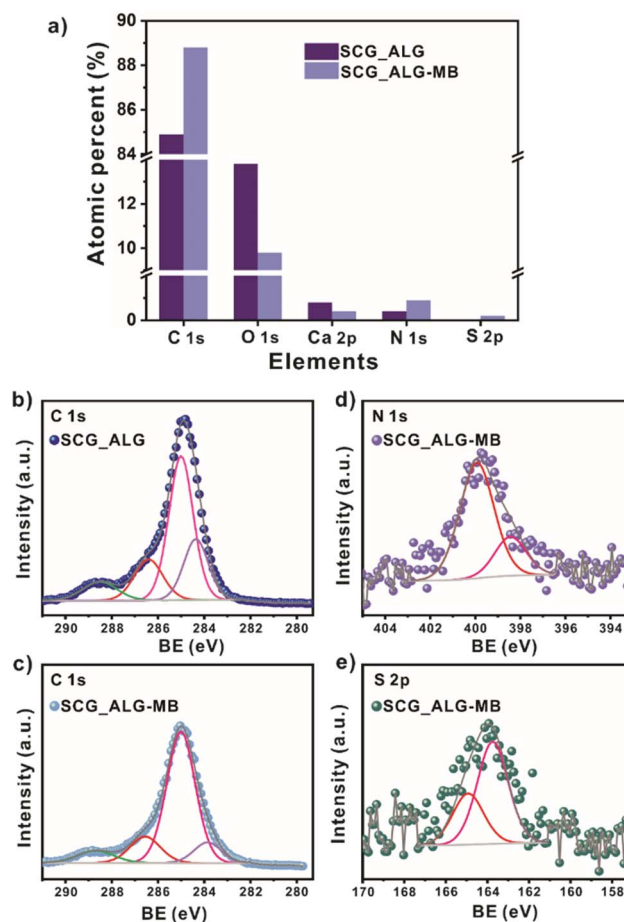 a)
Atomic percent (%)
90
88
86
84
12
10
0
SCG_ALG
SCG_ALG-MB
C 1s O 1s Ca 2p N 1s S 2p
Elements
b)
C 1s
SCG_ALG
Intensity (a.u.)
290 288 286 284 282 280
BE (eV)
d)
N 1s
SCG_ALG-MB
Intensity (a.u.)
404 402 400 398 396 394
BE (eV)
c)
C 1s
SCG_ALG-MB
Intensity (a.u.)
290 288 286 284 282 280
BE (eV)
e)
S 2p
SCG_ALG-MB
Intensity (a.u.)
170 168 166 164 162 160 158
BE (eV)